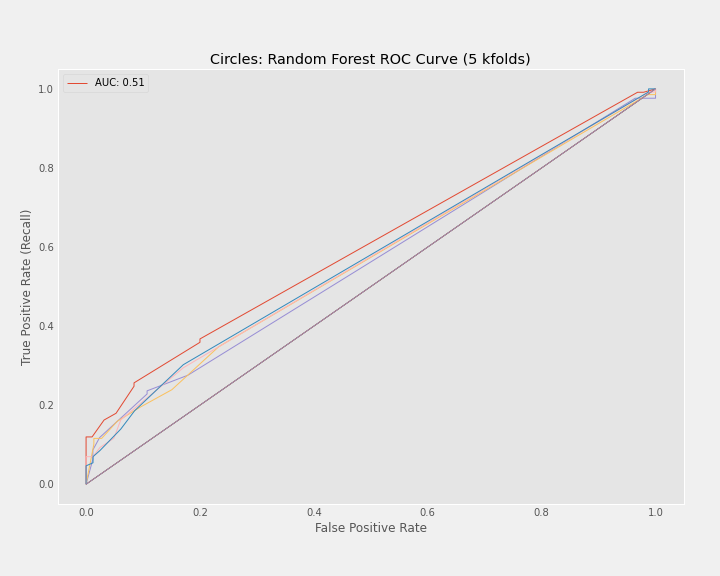 Circles: Random Forest ROC Curve (5 kfolds)
AUC: 0.51
1.0
0.8
0.6
0.4
0.2
0.0
True Positive Rate (Recall)
0.0 0.2 0.4 0.6 0.8 1.0
False Positive Rate